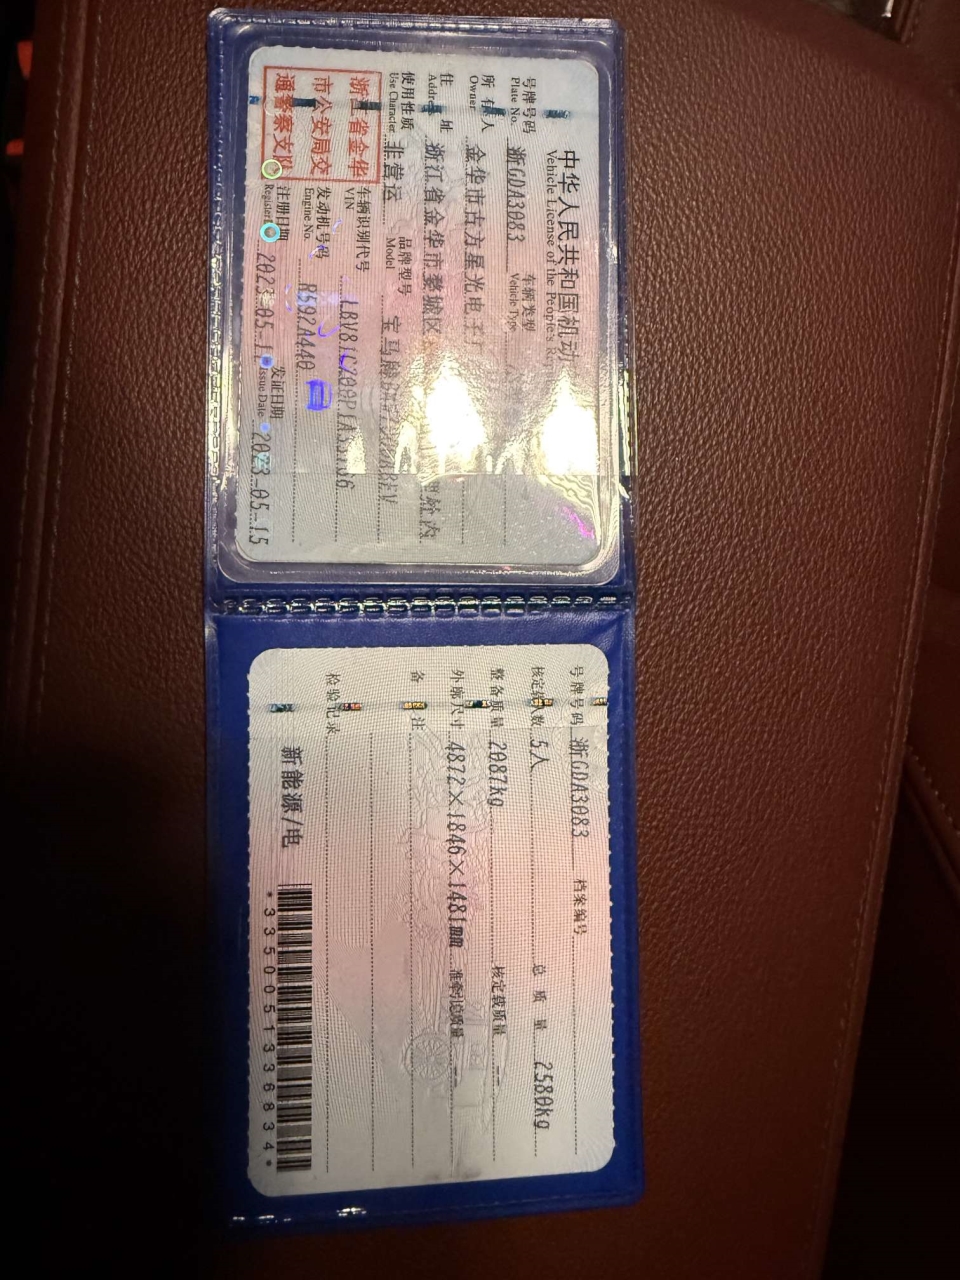 中华人民共和国机动
Vehicle License of the People's Rep
号牌号码 浙GDA3083 车辆类型
Plate No. Vehicle Type
所有人 金华市古方星光电子厂
Owner
住址 浙江省金华市婺城区
Address
使用性质 非营运 品牌型号 宝马牌
Use Character Model
浙江省金华
市公安局交
通警察支队
车辆识别代号
VIN
发动机号码 R592A440
Engine No.
注册日期 2023-05-11 发证日期 2023-05-15
Register Issue Date
号牌号码 浙GDA3083 档案编号
核定载人数 5人 总质量 2580kg
整备质量 2087kg 核定载质量 --
外廓尺寸 4872×1846×1481mm 准牵引总质量 --
备注
检验记录
新能源/电
*3350051336834*